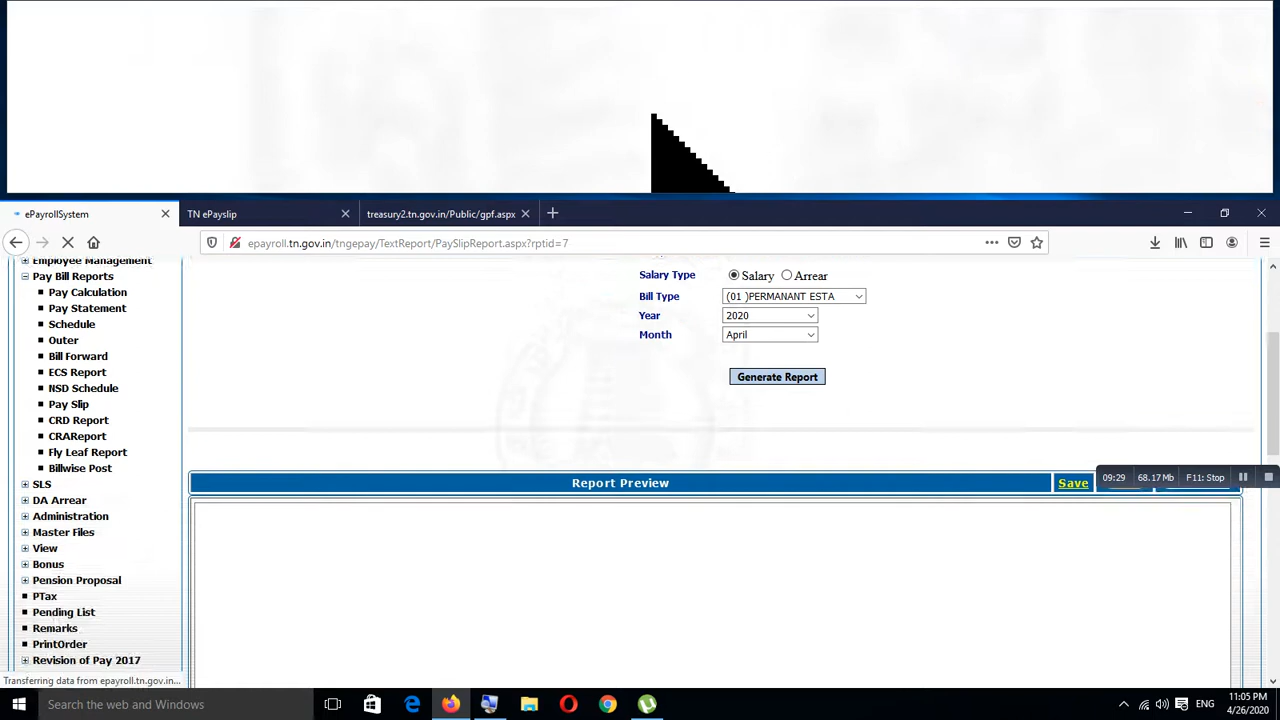 ePayrollSystem
TN ePayslip
treasury2.tn.gov.in/Public/gpf.aspx
epayroll.tn.gov.in/tngepay/TextReport/PaySlipReport.aspx?rptid=7
Employee Management
Pay Bill Reports
Pay Calculation
Pay Statement
Schedule
Outer
Bill Forward
ECS Report
NSD Schedule
Pay Slip
CRD Report
CRAReport
Fly Leaf Report
Billwise Post
SLS
DA Arrear
Administration
Master Files
View
Bonus
Pension Proposal
PTax
Pending List
Remarks
PrintOrder
Revision of Pay 2017
Salary Type Salary Arrear
Bill Type (01 )PERMANANT ESTA
Year 2020
Month April
Generate Report
Report Preview Save
09:29 68.17 Mb F11: Stop
Transferring data from epayroll.tn.gov.in...
Search the web and Windows
ENG
11:05 PM
4/26/2020